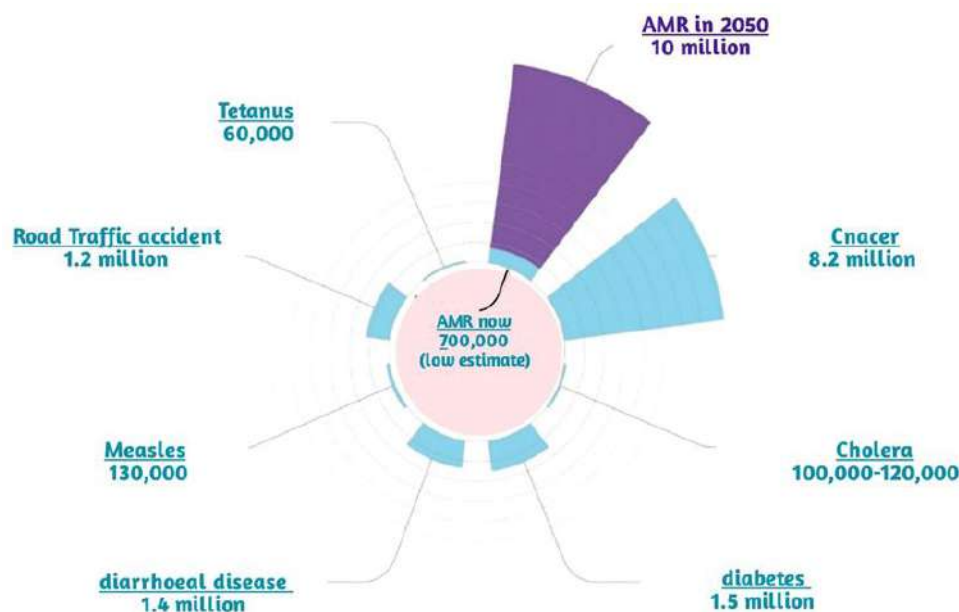 AMR in 2050
10 million
Tetanus
60,000
Road Traffic accident
1.2 million
Cnacer
8.2 million
AMR now
700,000
(low estimate)
Measles
130,000
Cholera
100,000-120,000
diarrhoeal disease
1.4 million
diabetes
1.5 million